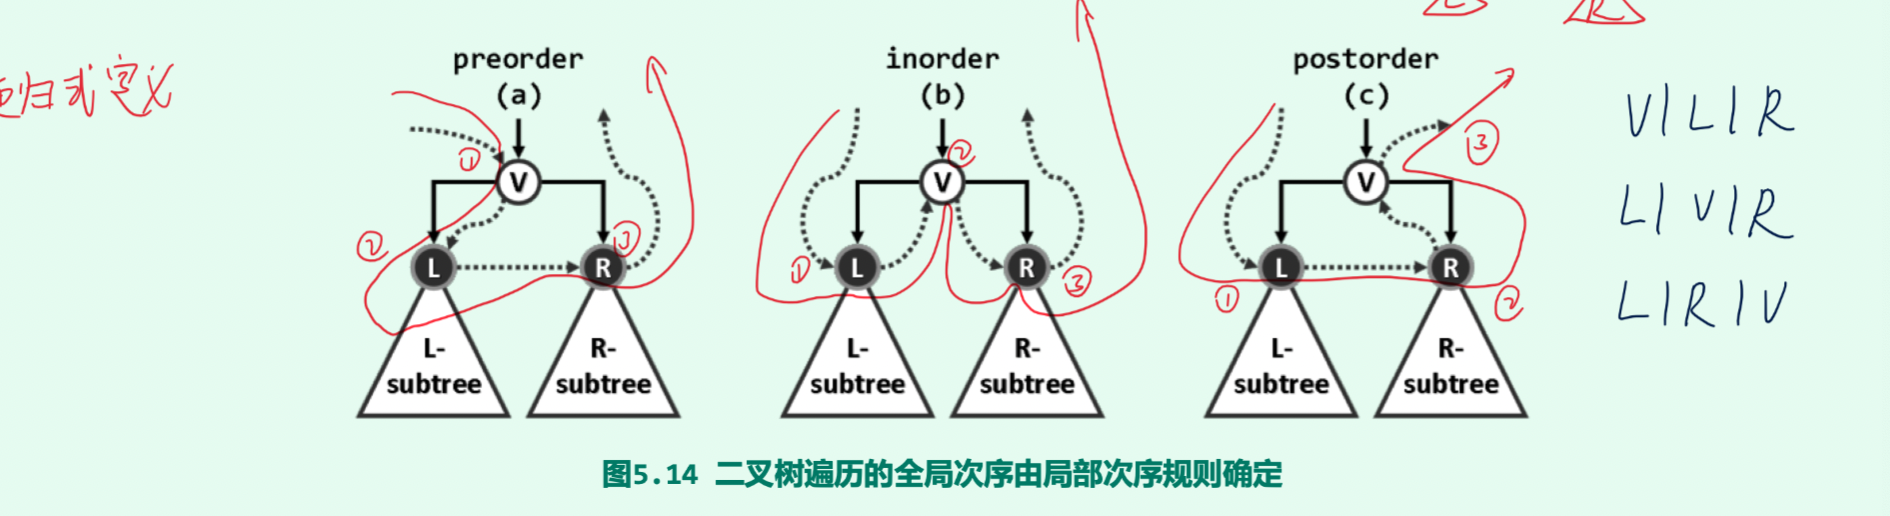 归式定义
preorder
(a)
①
V
②
L
③
R
L-
subtree
R-
subtree
inorder
(b)
②
V
①
L
R
③
L-
subtree
R-
subtree
postorder
(c)
③
V
L
R
①
②
L-
subtree
R-
subtree
V|L|R
L|V|R
L|R|V
L
R
图5.14 二叉树遍历的全局次序由局部次序规则确定